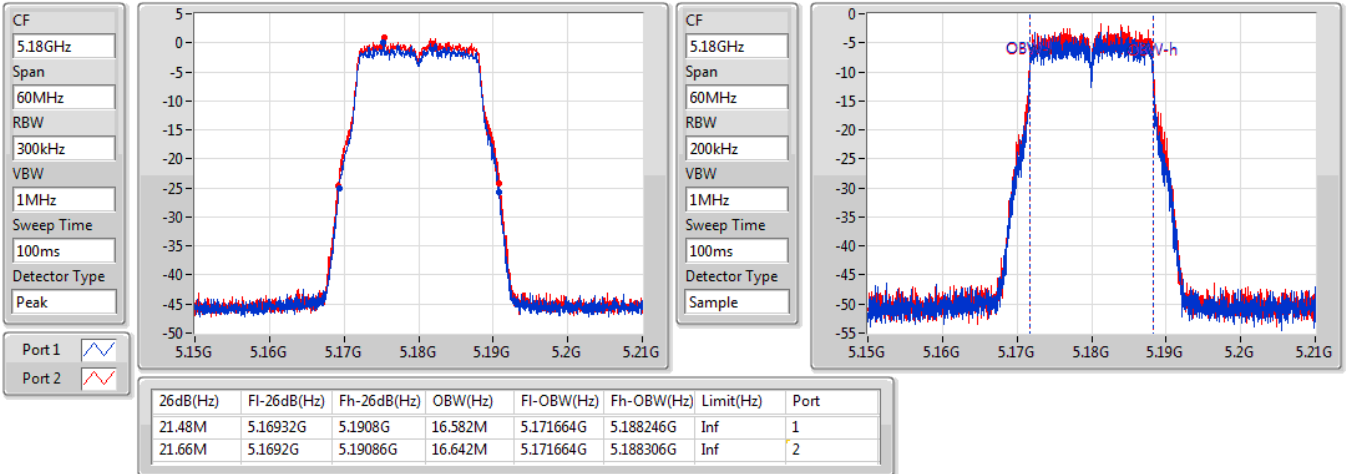 CF
5.18GHz
Span
60MHz
RBW
300kHz
VBW
1MHz
Sweep Time
100ms
Detector Type
Peak
Port 1
Port 2
5
0
-5
-10
-15
-20
-25
-30
-35
-40
-45
-50
5.15G 5.16G 5.17G 5.18G 5.19G 5.2G 5.21G
CF
5.18GHz
Span
60MHz
RBW
200kHz
VBW
1MHz
Sweep Time
100ms
Detector Type
Sample
0
-5
-10
-15
-20
-25
-30
-35
-40
-45
-50
-55
5.15G 5.16G 5.17G 5.18G 5.19G 5.2G 5.21G
26dB(Hz) Fl-26dB(Hz) Fh-26dB(Hz) OBW(Hz) Fl-OBW(Hz) Fh-OBW(Hz) Limit(Hz) Port
21.48M 5.16932G 5.1908G 16.582M 5.171664G 5.188246G Inf 1
21.66M 5.1692G 5.19086G 16.642M 5.171664G 5.188306G Inf 2